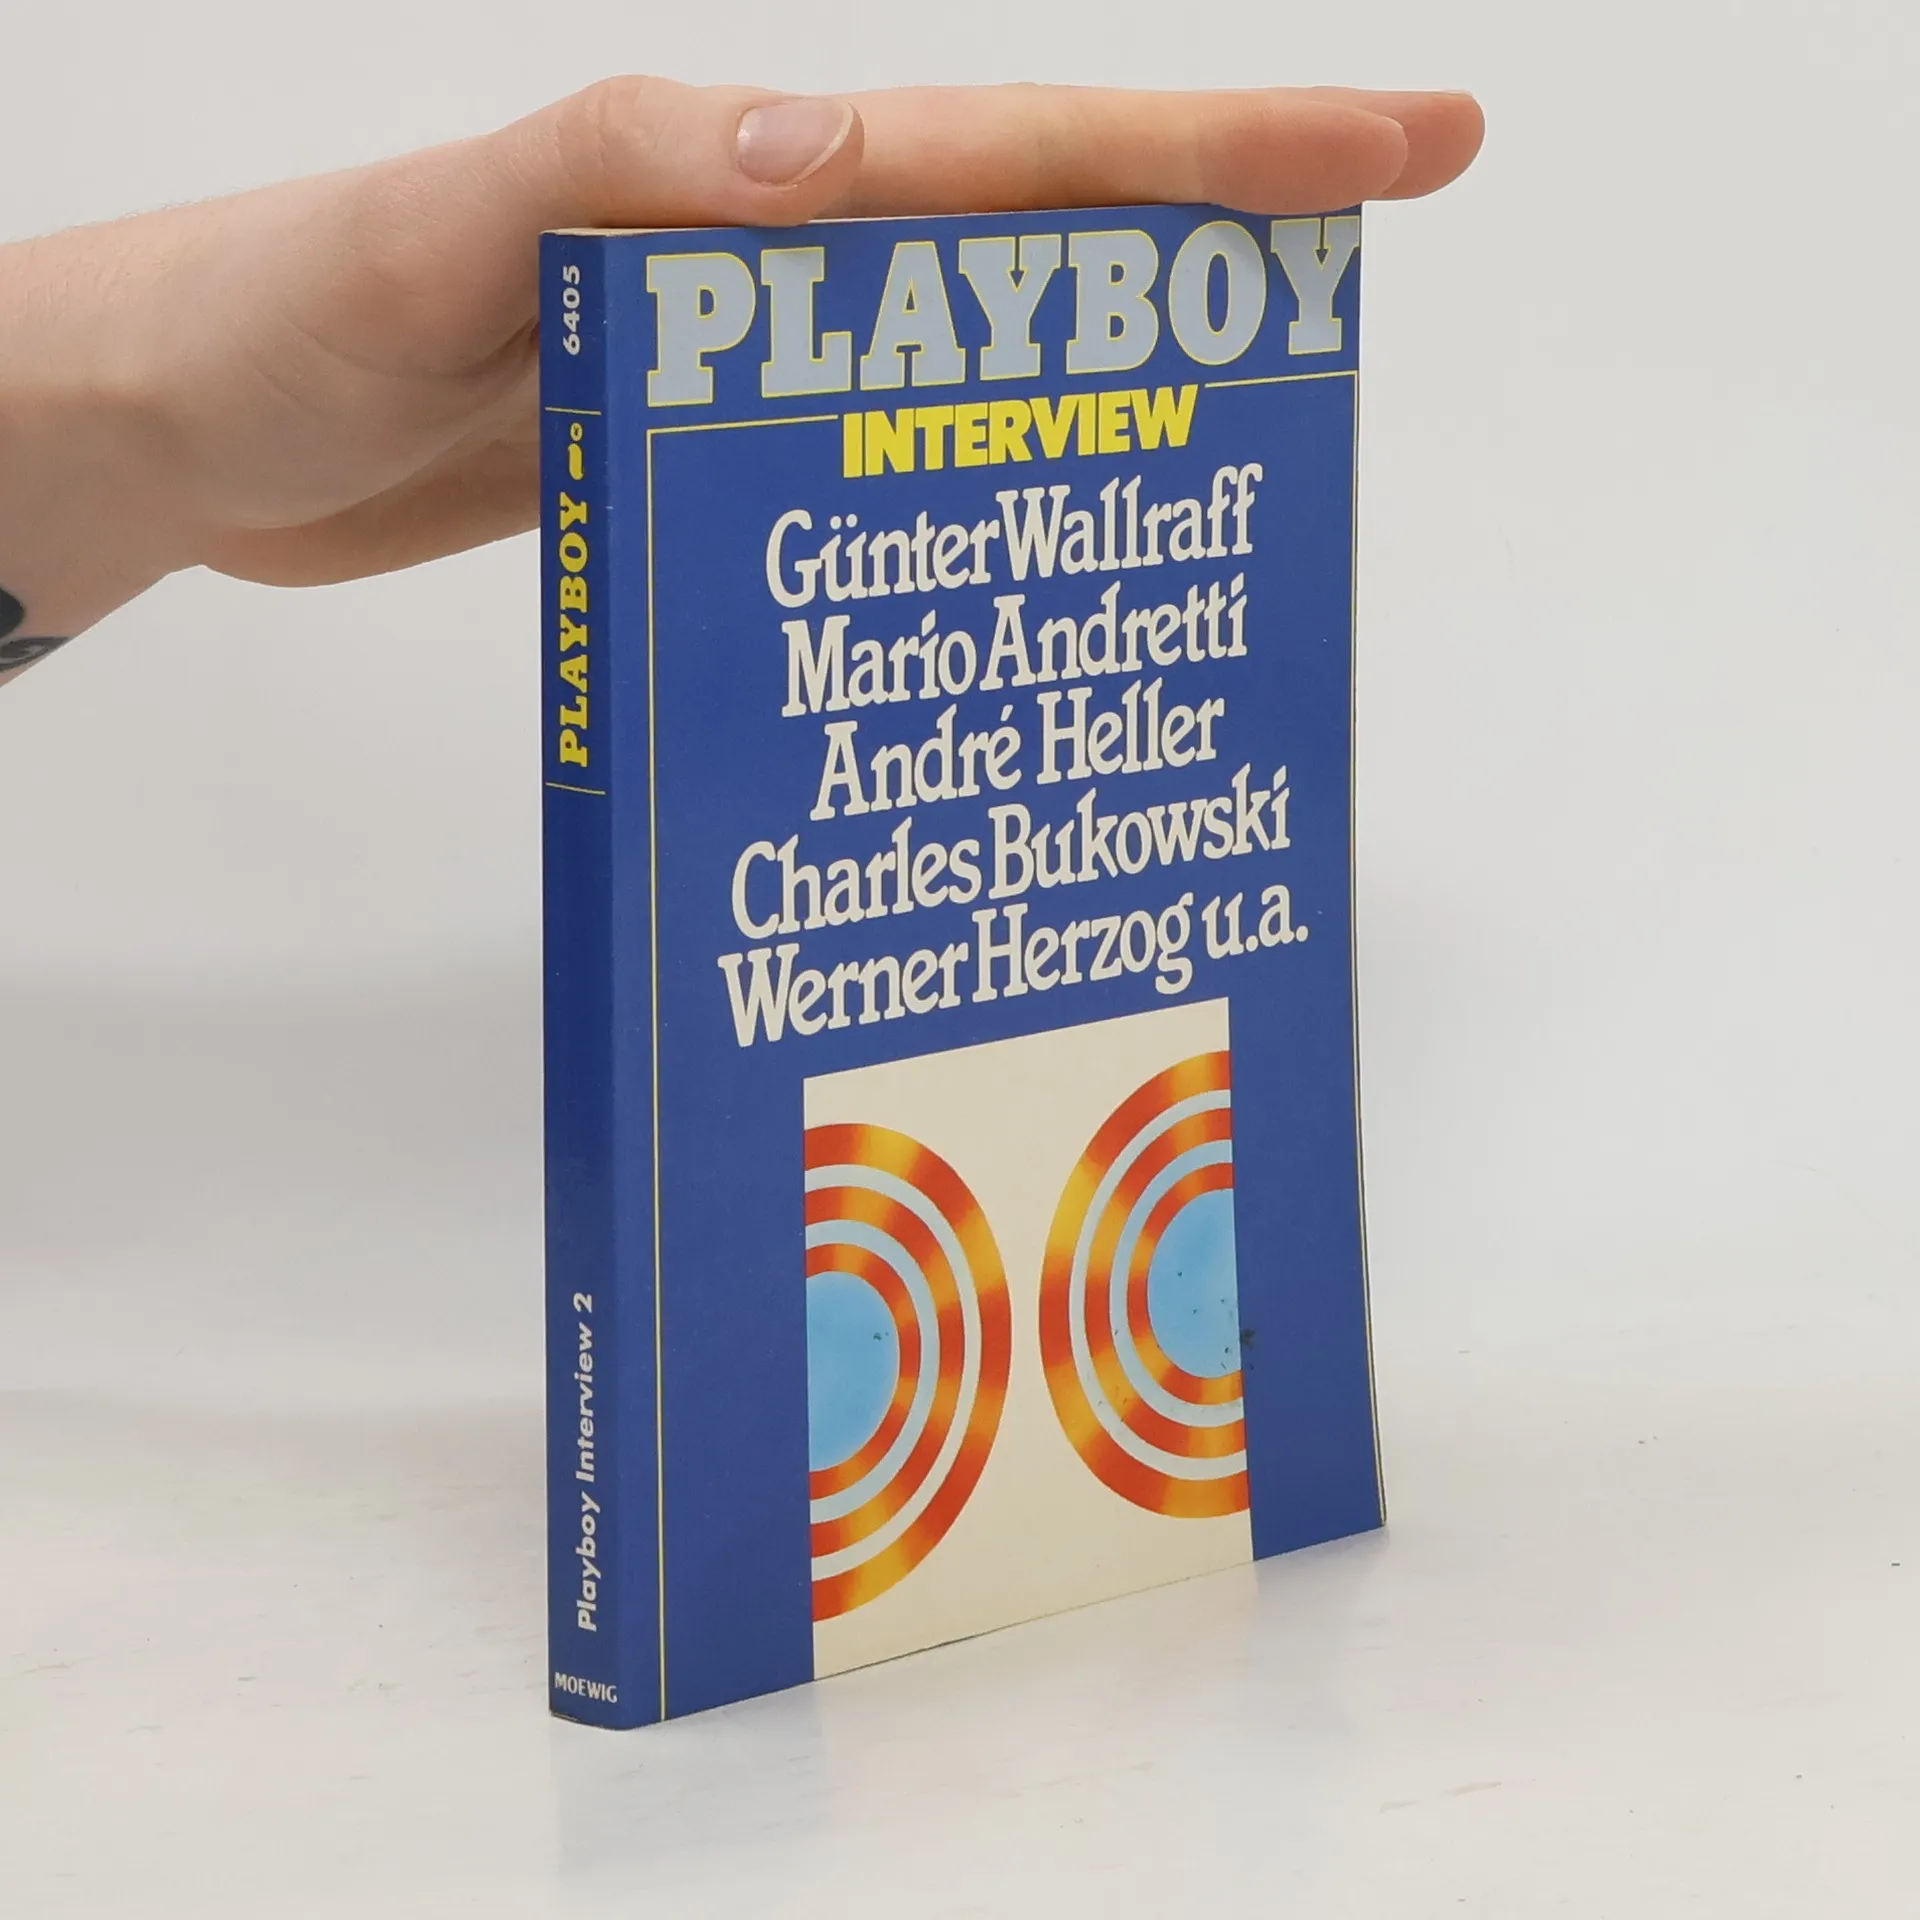 6405
PLAYBOY
Playboy Interview 2
MOEWIG
PLAYBOY
INTERVIEW
Günter Wallraff
Mario Andretti
André Heller
Charles Bukowski
Werner Herzog u.a.